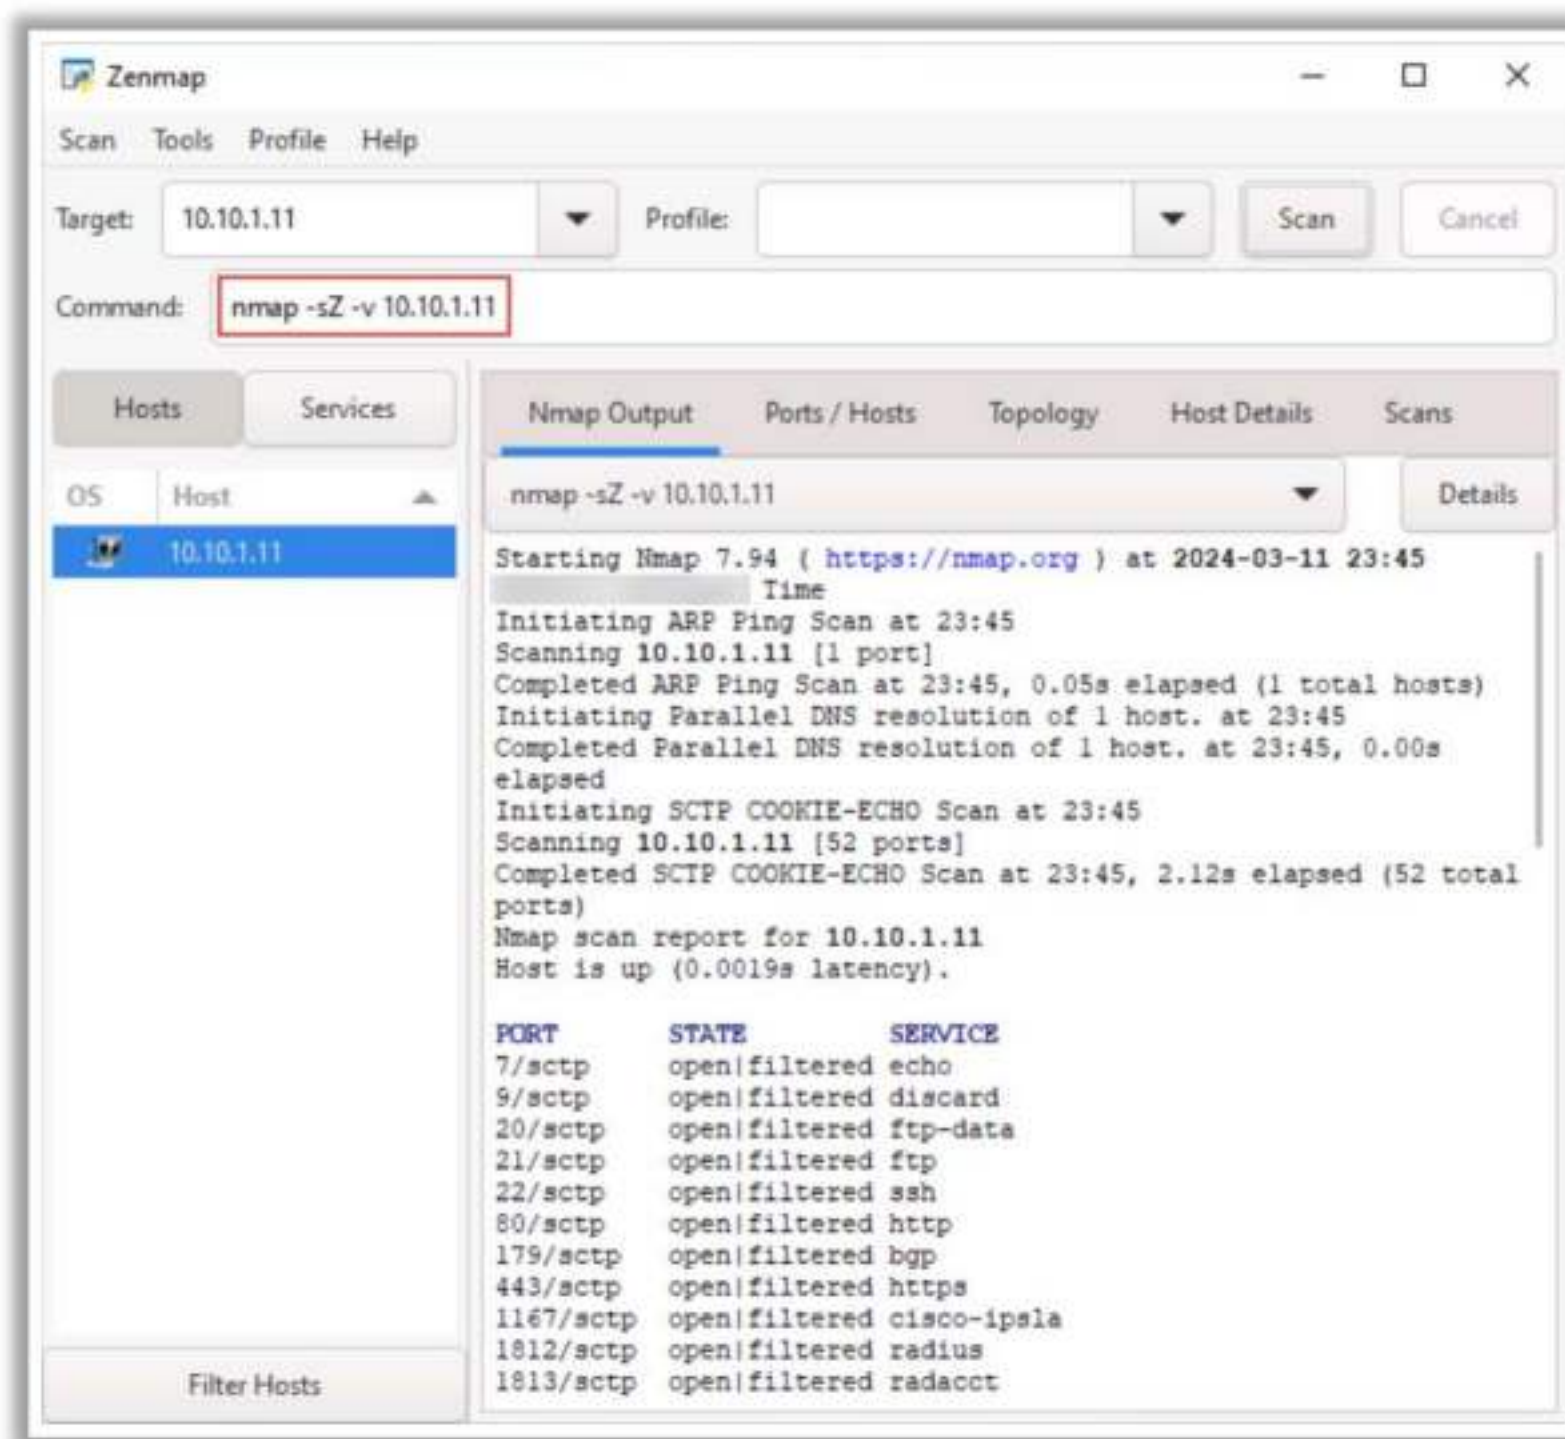 Zenmap
Scan Tools Profile Help
Target: 10.10.1.11 Profile: Scan Cancel
Command: nmap -sZ -v 10.10.1.11
Hosts Services
Nmap Output Ports / Hosts Topology Host Details Scans
OS Host
nmap -sZ -v 10.10.1.11 Details
10.10.1.11
Starting Nmap 7.94 ( https://nmap.org ) at 2024-03-11 23:45
Time
Initiating ARP Ping Scan at 23:45
Scanning 10.10.1.11 [1 port]
Completed ARP Ping Scan at 23:45, 0.05s elapsed (1 total hosts)
Initiating Parallel DNS resolution of 1 host. at 23:45
Completed Parallel DNS resolution of 1 host. at 23:45, 0.00s
elapsed
Initiating SCTP COOKIE-ECHO Scan at 23:45
Scanning 10.10.1.11 [52 ports]
Completed SCTP COOKIE-ECHO Scan at 23:45, 2.12s elapsed (52 total
ports)
Nmap scan report for 10.10.1.11
Host is up (0.0019s latency).
PORT STATE SERVICE
7/sctp open|filtered echo
9/sctp open|filtered discard
20/sctp open|filtered ftp-data
21/sctp open|filtered ftp
22/sctp open|filtered ssh
80/sctp open|filtered http
179/sctp open|filtered bgp
443/sctp open|filtered https
1167/sctp open|filtered cisco-ipsla
1812/sctp open|filtered radius
1813/sctp open|filtered radacct
Filter Hosts